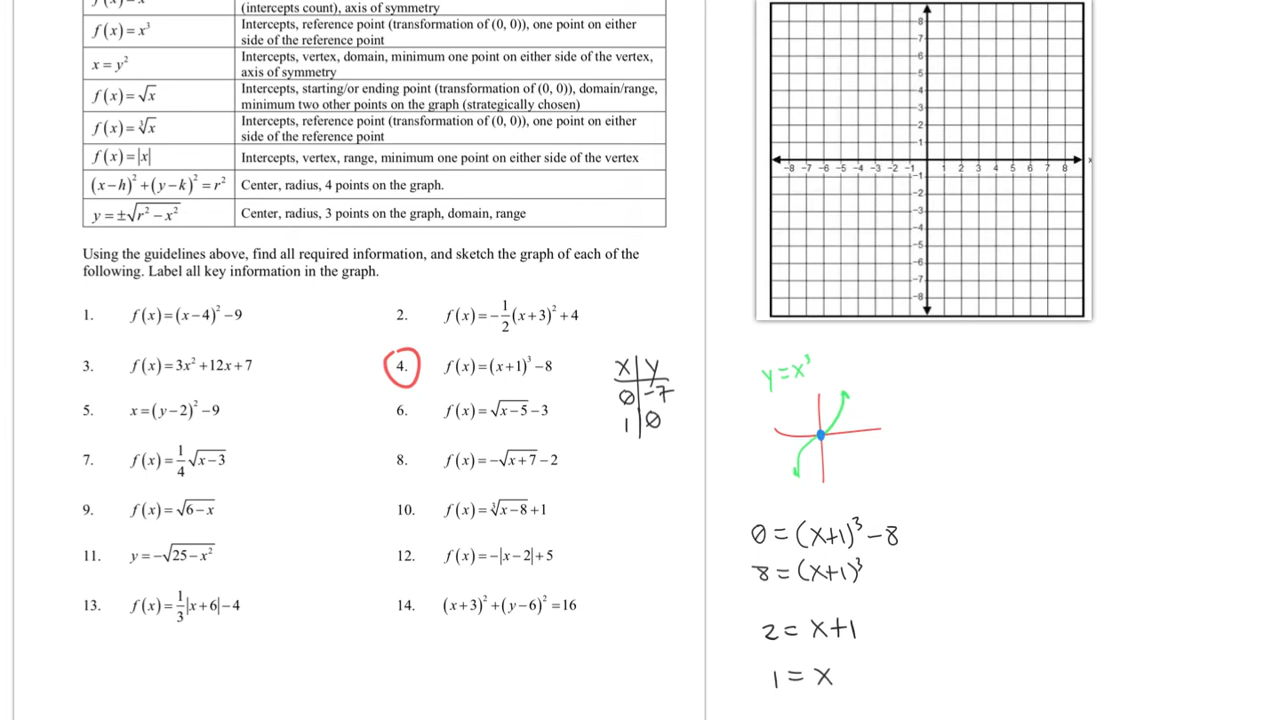 (intercepts count), axis of symmetry
f(x)=x³
Intercepts, reference point (transformation of (0, 0)), one point on either
side of the reference point
x=y²
Intercepts, vertex, domain, minimum one point on either side of the vertex,
axis of symmetry
f(x)=√x
Intercepts, starting/or ending point (transformation of (0, 0)), domain/range,
minimum two other points on the graph (strategically chosen)
f(x)=∛x
Intercepts, reference point (transformation of (0, 0)), one point on either
side of the reference point
f(x)=|x|
Intercepts, vertex, range, minimum one point on either side of the vertex
(x−h)²+(y−k)²=r²
Center, radius, 4 points on the graph.
y=±√(r²−x²)
Center, radius, 3 points on the graph, domain, range
Using the guidelines above, find all required information, and sketch the graph of each of the
following. Label all key information in the graph.
1. f(x)=(x−4)²−9
2. f(x)=−1/2(x+3)²+4
3. f(x)=3x²+12x+7
4. f(x)=(x+1)³−8
5. x=(y−2)²−9
6. f(x)=√(x−5)−3
7. f(x)=1/4√(x−3)
8. f(x)=−√(x+7)−2
9. f(x)=√(6−x)
10. f(x)=∛(x−8)+1
11. y=−√(25−x²)
12. f(x)=−|x−2|+5
13. f(x)=1/3|x+6|−4
14. (x+3)²+(y−6)²=16
x | y
0 | −7
1 | 0
8
7
6
5
4
3
2
1
−8 −7 −6 −5 −4 −3 −2 −1 1 2 3 4 5 6 7 8 x
−1
−2
−3
−4
−5
−6
−7
−8
y=x³
0=(x+1)³−8
8=(x+1)³
2=x+1
1=x